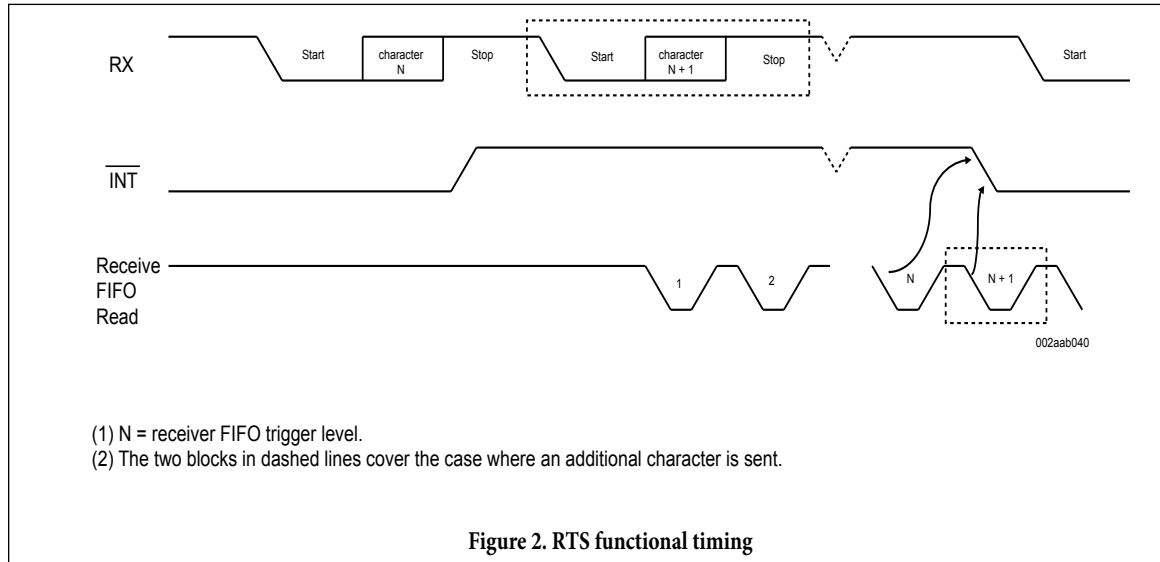 RX
Start
character
N
Stop
Start
character
N + 1
Stop
Start
INT
Receive
FIFO
Read
1
2
N
N + 1
002aab040
(1) N = receiver FIFO trigger level.
(2) The two blocks in dashed lines cover the case where an additional character is sent.
Figure 2. RTS functional timing